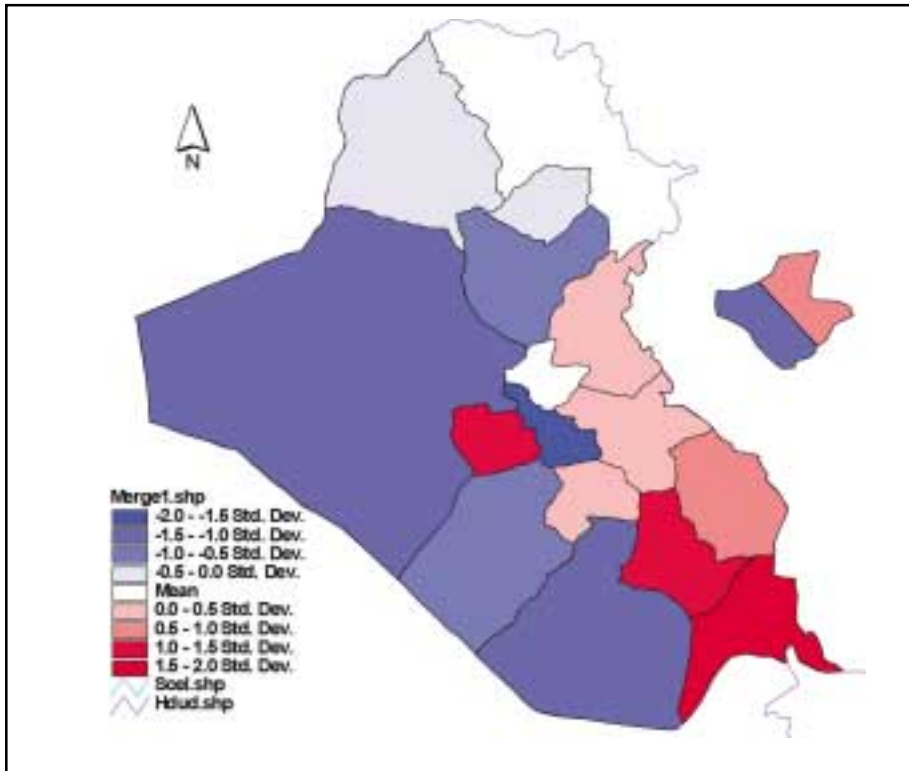 N
Merge1.shp
-2.0 - -1.5 Std. Dev.
-1.5 - -1.0 Std. Dev.
-1.0 - -0.5 Std. Dev.
-0.5 - 0.0 Std. Dev.
Mean
0.0 - 0.5 Std. Dev.
0.5 - 1.0 Std. Dev.
1.0 - 1.5 Std. Dev.
1.5 - 2.0 Std. Dev.
Hdud.shp